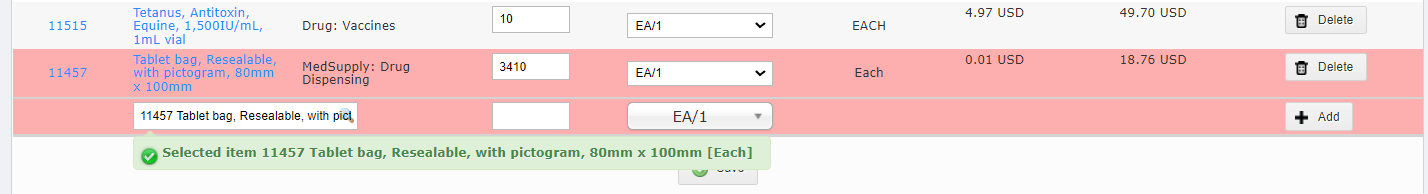 11515 Tetanus, Antitoxin, Equine, 1,500IU/mL, 1mL vial Drug: Vaccines 10 EA/1 EACH 4.97 USD 49.70 USD Delete
11457 Tablet bag, Resealable, with pictogram, 80mm x 100mm MedSupply: Drug Dispensing 3410 EA/1 Each 0.01 USD 18.76 USD Delete
11457 Tablet bag, Resealable, with pict EA/1 Add
Selected item 11457 Tablet bag, Resealable, with pictogram, 80mm x 100mm [Each]
Save